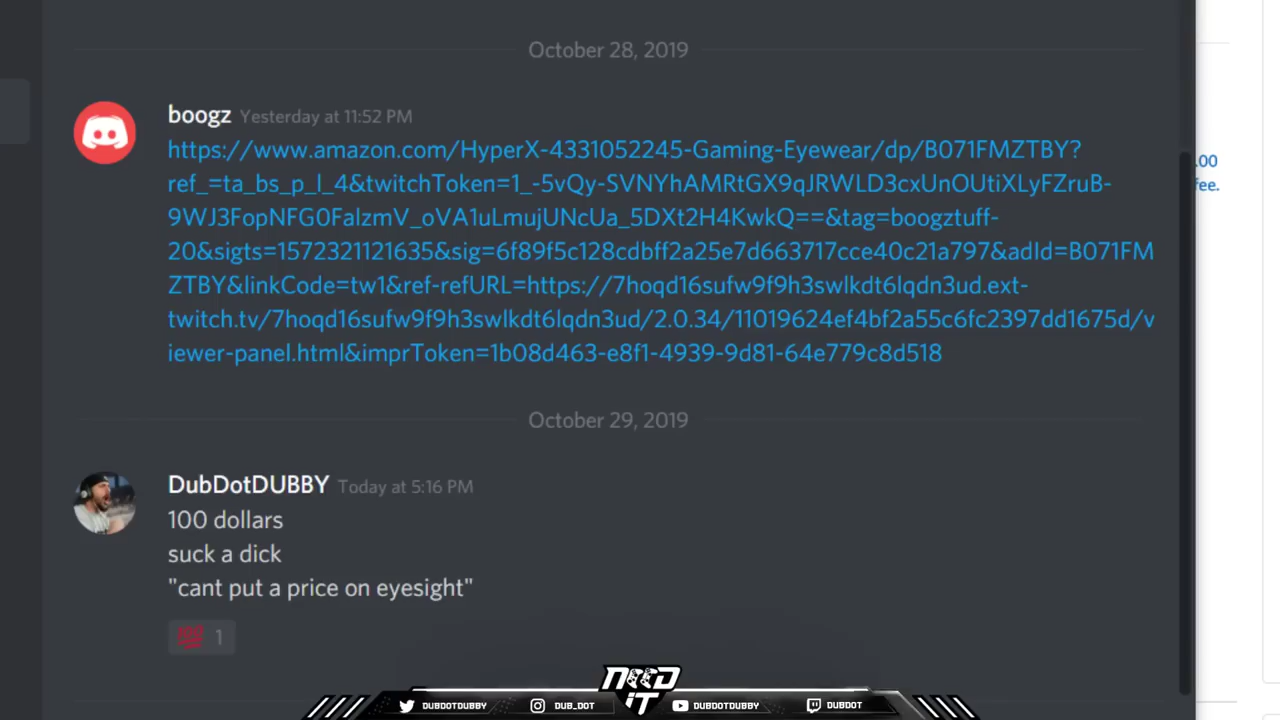 October 28, 2019
boogz Yesterday at 11:52 PM
https://www.amazon.com/HyperX-4331052245-Gaming-Eyewear/dp/B071FMZTBY?
ref_=ta_bs_p_l_4&twitchToken=1_-5vQy-SVNYhAMRtGX9qJRWLD3cxUnOUtiXLyFZruB-
9WJ3FopNFG0FalzmV_oVA1uLmujUNcUa_5DXt2H4KwkQ==&tag=boogztuff-
20&sigts=1572321121635&sig=6f89f5c128cdbff2a25e7d663717cce40c21a797&adId=B071FM
ZTBY&linkCode=tw1&ref-refURL=https://7hoqd16sufw9f9h3swlkdt6lqdn3ud.ext-
twitch.tv/7hoqd16sufw9f9h3swlkdt6lqdn3ud/2.0.34/11019624ef4bf2a55c6fc2397dd1675d/v
iewer-panel.html&imprToken=1b08d463-e8f1-4939-9d81-64e779c8d518
.00
fee.
October 29, 2019
DubDotDUBBY Today at 5:16 PM
100 dollars
suck a dick
"cant put a price on eyesight"
1
NEED
iT
DUBDOTDUBBY DUB_DOT DUBDOTDUBBY DUBDOT